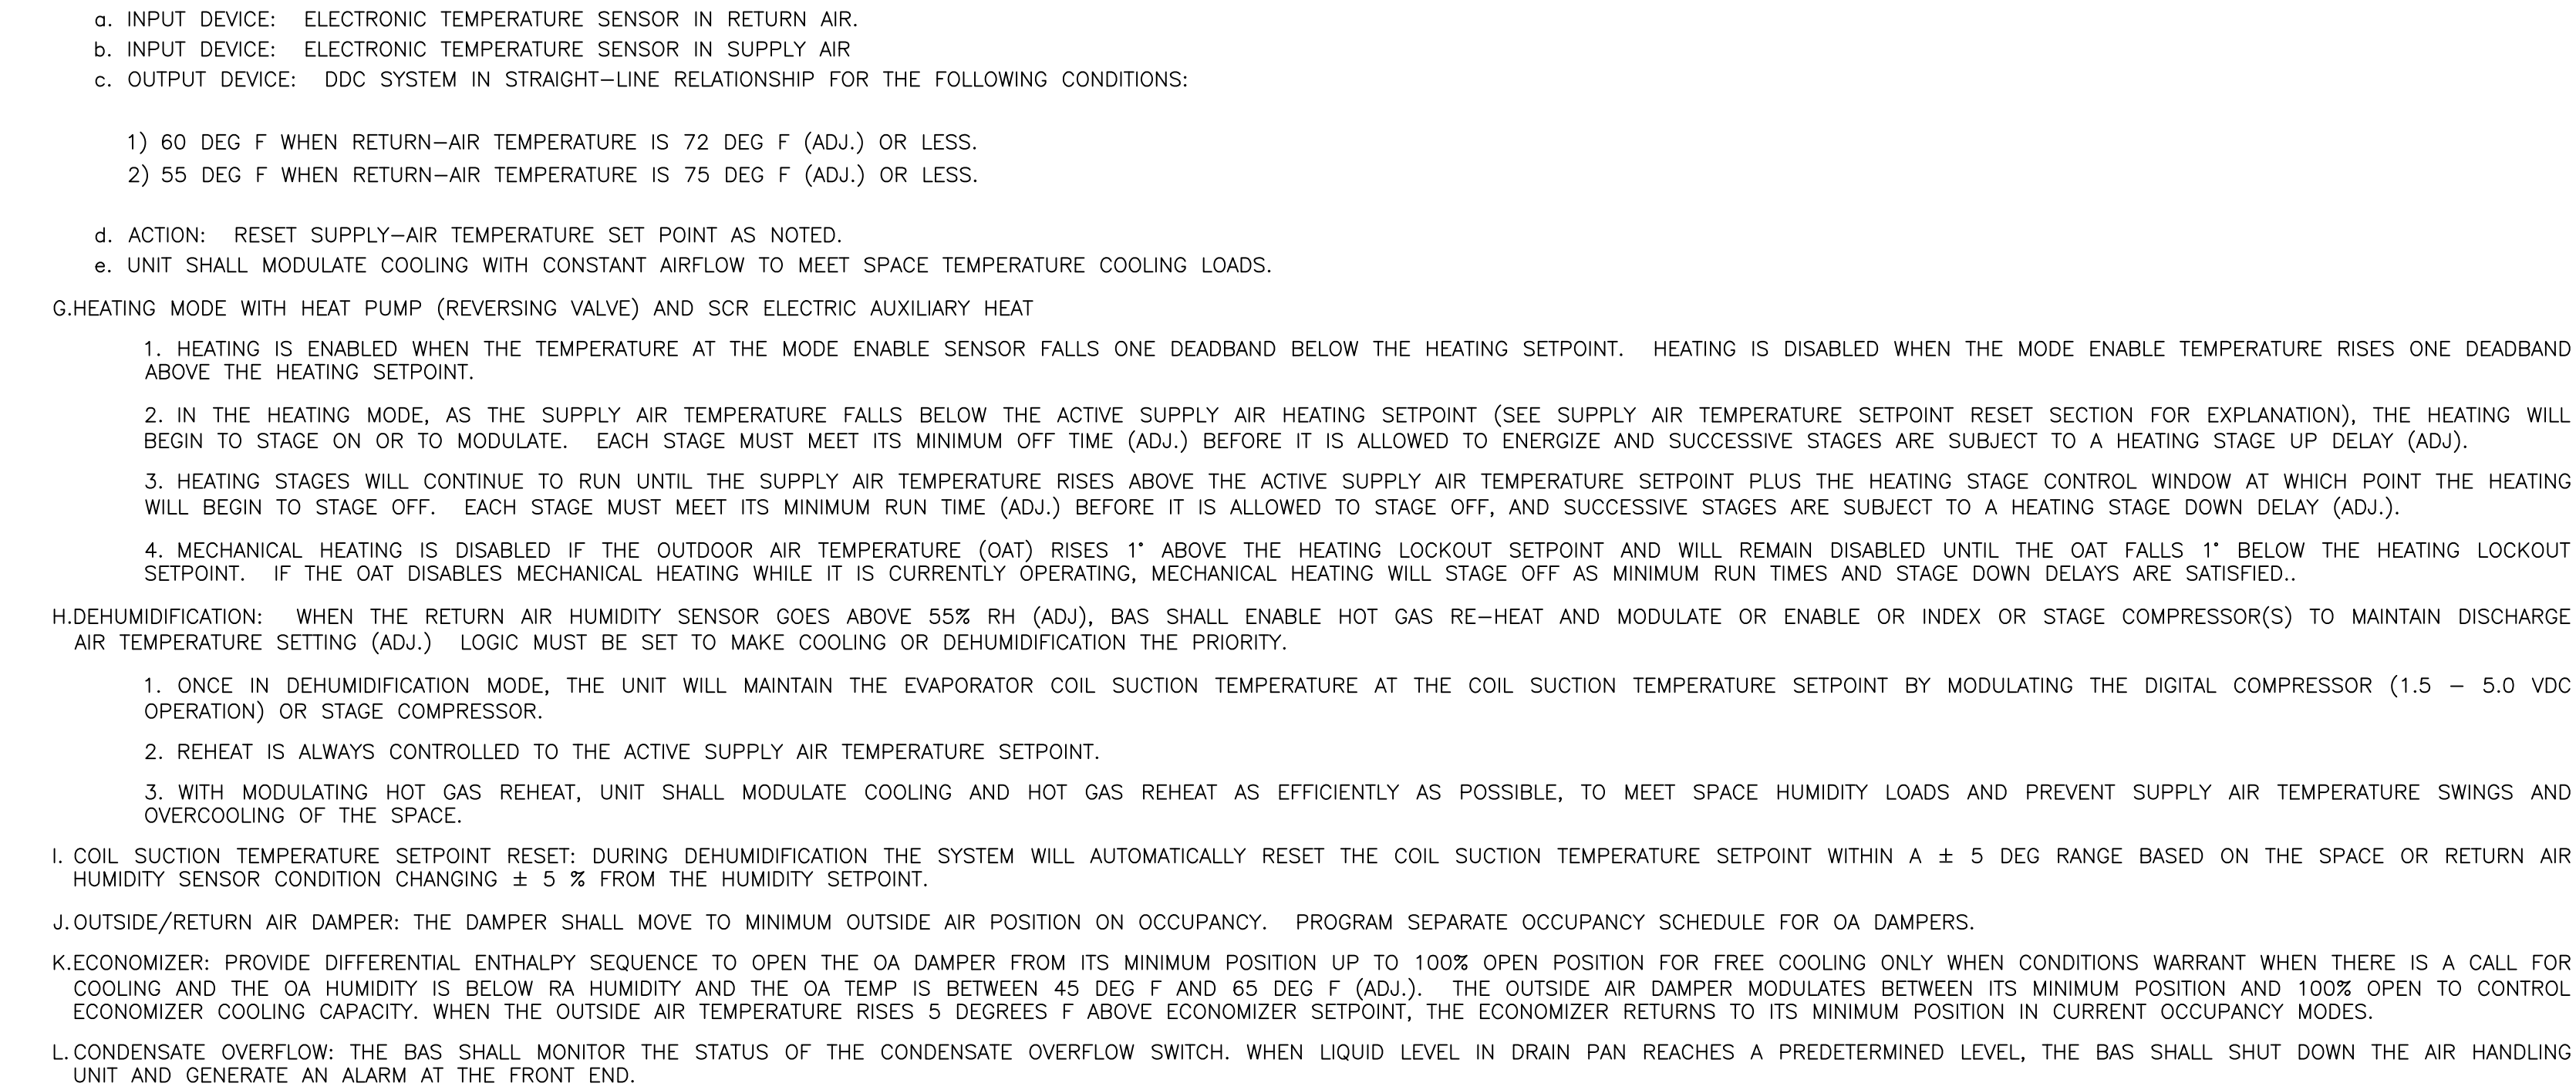 a. INPUT DEVICE: ELECTRONIC TEMPERATURE SENSOR IN RETURN AIR.
b. INPUT DEVICE: ELECTRONIC TEMPERATURE SENSOR IN SUPPLY AIR
c. OUTPUT DEVICE: DDC SYSTEM IN STRAIGHT-LINE RELATIONSHIP FOR THE FOLLOWING CONDITIONS:
1) 60 DEG F WHEN RETURN-AIR TEMPERATURE IS 72 DEG F (ADJ.) OR LESS.
2) 55 DEG F WHEN RETURN-AIR TEMPERATURE IS 75 DEG F (ADJ.) OR LESS.
d. ACTION: RESET SUPPLY-AIR TEMPERATURE SET POINT AS NOTED.
e. UNIT SHALL MODULATE COOLING WITH CONSTANT AIRFLOW TO MEET SPACE TEMPERATURE COOLING LOADS.
G.HEATING MODE WITH HEAT PUMP (REVERSING VALVE) AND SCR ELECTRIC AUXILIARY HEAT
1. HEATING IS ENABLED WHEN THE TEMPERATURE AT THE MODE ENABLE SENSOR FALLS ONE DEADBAND BELOW THE HEATING SETPOINT. HEATING IS DISABLED WHEN THE MODE ENABLE TEMPERATURE RISES ONE DEADBAND
ABOVE THE HEATING SETPOINT.
2. IN THE HEATING MODE, AS THE SUPPLY AIR TEMPERATURE FALLS BELOW THE ACTIVE SUPPLY AIR HEATING SETPOINT (SEE SUPPLY AIR TEMPERATURE SETPOINT RESET SECTION FOR EXPLANATION), THE HEATING WILL
BEGIN TO STAGE ON OR TO MODULATE. EACH STAGE MUST MEET ITS MINIMUM OFF TIME (ADJ.) BEFORE IT IS ALLOWED TO ENERGIZE AND SUCCESSIVE STAGES ARE SUBJECT TO A HEATING STAGE UP DELAY (ADJ).
3. HEATING STAGES WILL CONTINUE TO RUN UNTIL THE SUPPLY AIR TEMPERATURE RISES ABOVE THE ACTIVE SUPPLY AIR TEMPERATURE SETPOINT PLUS THE HEATING STAGE CONTROL WINDOW AT WHICH POINT THE HEATING
WILL BEGIN TO STAGE OFF. EACH STAGE MUST MEET ITS MINIMUM RUN TIME (ADJ.) BEFORE IT IS ALLOWED TO STAGE OFF, AND SUCCESSIVE STAGES ARE SUBJECT TO A HEATING STAGE DOWN DELAY (ADJ.).
4. MECHANICAL HEATING IS DISABLED IF THE OUTDOOR AIR TEMPERATURE (OAT) RISES 1° ABOVE THE HEATING LOCKOUT SETPOINT AND WILL REMAIN DISABLED UNTIL THE OAT FALLS 1° BELOW THE HEATING LOCKOUT
SETPOINT. IF THE OAT DISABLES MECHANICAL HEATING WHILE IT IS CURRENTLY OPERATING, MECHANICAL HEATING WILL STAGE OFF AS MINIMUM RUN TIMES AND STAGE DOWN DELAYS ARE SATISFIED..
H.DEHUMIDIFICATION: WHEN THE RETURN AIR HUMIDITY SENSOR GOES ABOVE 55% RH (ADJ), BAS SHALL ENABLE HOT GAS RE-HEAT AND MODULATE OR ENABLE OR INDEX OR STAGE COMPRESSOR(S) TO MAINTAIN DISCHARGE
AIR TEMPERATURE SETTING (ADJ.) LOGIC MUST BE SET TO MAKE COOLING OR DEHUMIDIFICATION THE PRIORITY.
1. ONCE IN DEHUMIDIFICATION MODE, THE UNIT WILL MAINTAIN THE EVAPORATOR COIL SUCTION TEMPERATURE AT THE COIL SUCTION TEMPERATURE SETPOINT BY MODULATING THE DIGITAL COMPRESSOR (1.5 - 5.0 VDC
OPERATION) OR STAGE COMPRESSOR.
2. REHEAT IS ALWAYS CONTROLLED TO THE ACTIVE SUPPLY AIR TEMPERATURE SETPOINT.
3. WITH MODULATING HOT GAS REHEAT, UNIT SHALL MODULATE COOLING AND HOT GAS REHEAT AS EFFICIENTLY AS POSSIBLE, TO MEET SPACE HUMIDITY LOADS AND PREVENT SUPPLY AIR TEMPERATURE SWINGS AND
OVERCOOLING OF THE SPACE.
I. COIL SUCTION TEMPERATURE SETPOINT RESET: DURING DEHUMIDIFICATION THE SYSTEM WILL AUTOMATICALLY RESET THE COIL SUCTION TEMPERATURE SETPOINT WITHIN A ± 5 DEG RANGE BASED ON THE SPACE OR RETURN AIR
HUMIDITY SENSOR CONDITION CHANGING ± 5 % FROM THE HUMIDITY SETPOINT.
J.OUTSIDE/RETURN AIR DAMPER: THE DAMPER SHALL MOVE TO MINIMUM OUTSIDE AIR POSITION ON OCCUPANCY. PROGRAM SEPARATE OCCUPANCY SCHEDULE FOR OA DAMPERS.
K.ECONOMIZER: PROVIDE DIFFERENTIAL ENTHALPY SEQUENCE TO OPEN THE OA DAMPER FROM ITS MINIMUM POSITION UP TO 100% OPEN POSITION FOR FREE COOLING ONLY WHEN CONDITIONS WARRANT WHEN THERE IS A CALL FOR
COOLING AND THE OA HUMIDITY IS BELOW RA HUMIDITY AND THE OA TEMP IS BETWEEN 45 DEG F AND 65 DEG F (ADJ.). THE OUTSIDE AIR DAMPER MODULATES BETWEEN ITS MINIMUM POSITION AND 100% OPEN TO CONTROL
ECONOMIZER COOLING CAPACITY. WHEN THE OUTSIDE AIR TEMPERATURE RISES 5 DEGREES F ABOVE ECONOMIZER SETPOINT, THE ECONOMIZER RETURNS TO ITS MINIMUM POSITION IN CURRENT OCCUPANCY MODES.
L. CONDENSATE OVERFLOW: THE BAS SHALL MONITOR THE STATUS OF THE CONDENSATE OVERFLOW SWITCH. WHEN LIQUID LEVEL IN DRAIN PAN REACHES A PREDETERMINED LEVEL, THE BAS SHALL SHUT DOWN THE AIR HANDLING
UNIT AND GENERATE AN ALARM AT THE FRONT END.